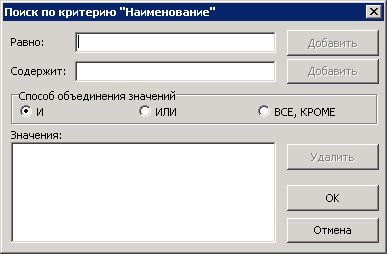 Поиск по критерию "Наименование"
Равно: Добавить
Содержит: Добавить
Способ объединения значений
И ИЛИ ВСЕ, КРОМЕ
Значения:
Удалить
OK
Отмена